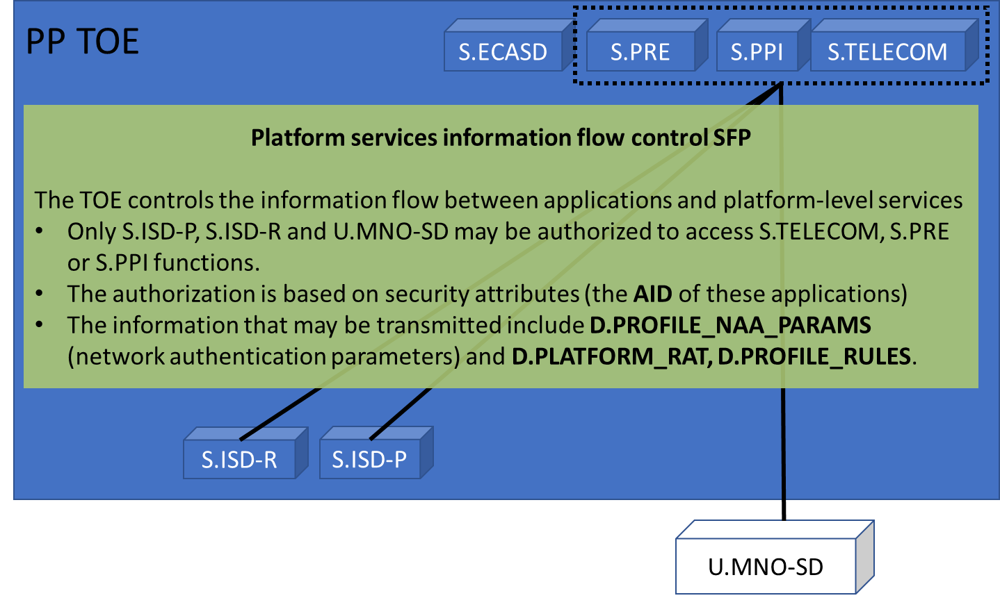 PP TOE
S.ECASD
S.PRE
S.PPI
S.TELECOM
Platform services information flow control SFP
The TOE controls the information flow between applications and platform-level services
• Only S.ISD-P, S.ISD-R and U.MNO-SD may be authorized to access S.TELECOM, S.PRE
or S.PPI functions.
• The authorization is based on security attributes (the AID of these applications)
• The information that may be transmitted include D.PROFILE_NAA_PARAMS
(network authentication parameters) and D.PLATFORM_RAT, D.PROFILE_RULES.
S.ISD-R
S.ISD-P
U.MNO-SD